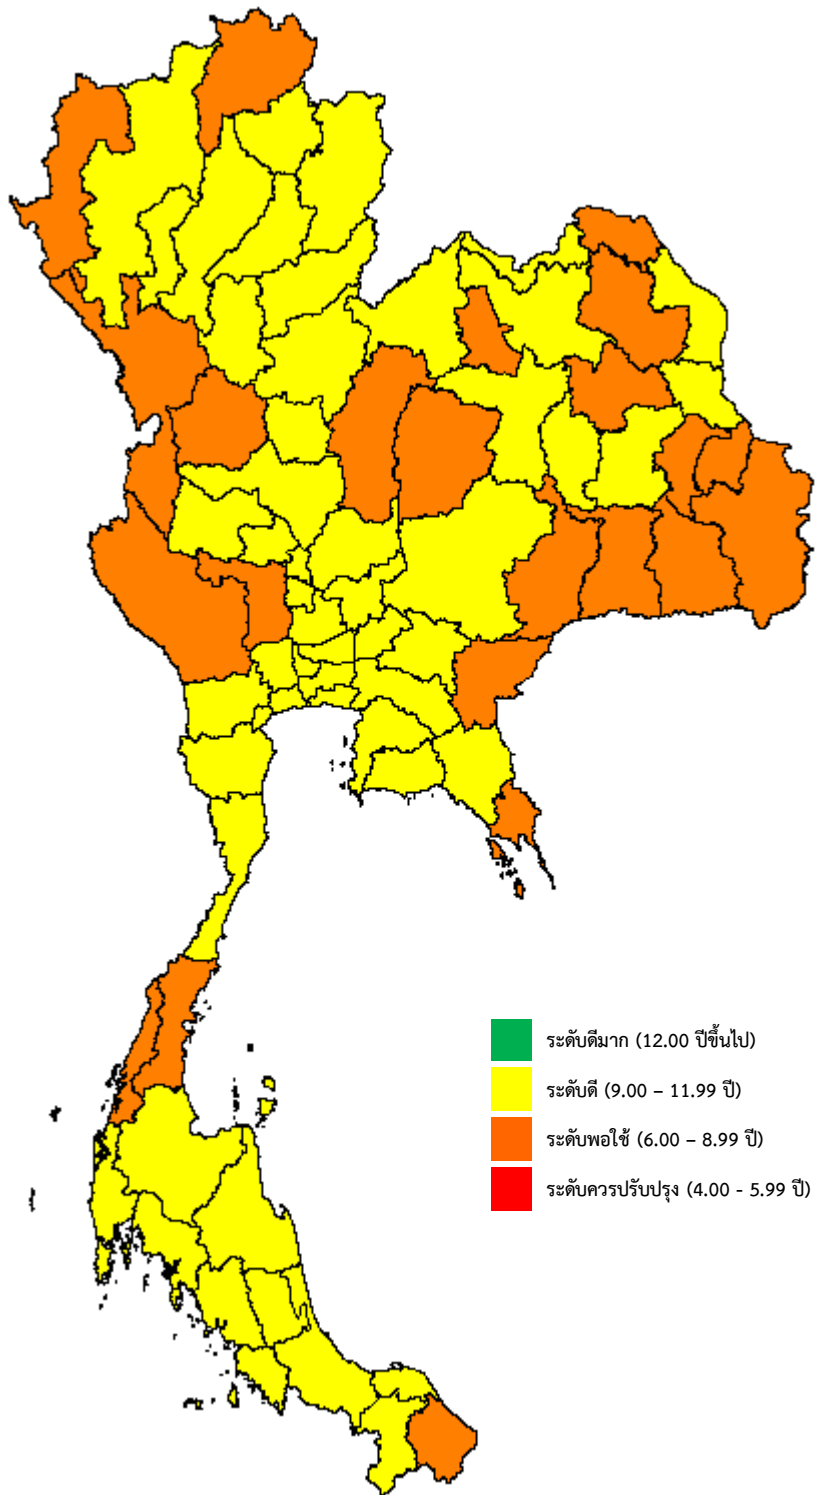 ระดับดีมาก (12.00 ปีขึ้นไป)
ระดับดี (9.00 – 11.99 ปี)
ระดับพอใช้ (6.00 – 8.99 ปี)
ระดับควรปรับปรุง (4.00 - 5.99 ปี)